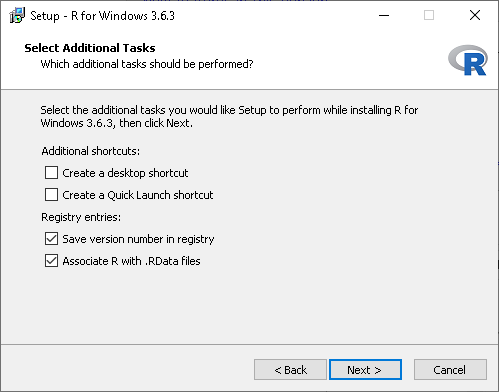 Setup - R for Windows 3.6.3
Select Additional Tasks
Which additional tasks should be performed?
R
Select the additional tasks you would like Setup to perform while installing R for
Windows 3.6.3, then click Next.
Additional shortcuts:
Create a desktop shortcut
Create a Quick Launch shortcut
Registry entries:
Save version number in registry
Associate R with .RData files
< Back
Next >
Cancel